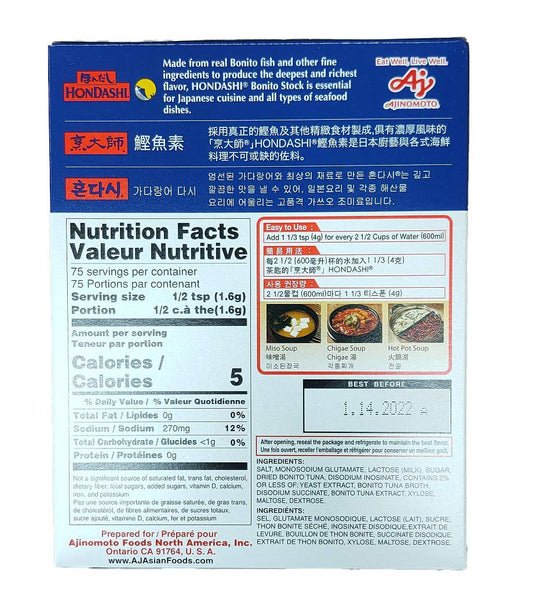 ほんだし
HONDASHI
Made from real Bonito fish and other fine
ingredients to produce the deepest and richest
flavor, HONDASHI® Bonito Stock is essential
for Japanese cuisine and all types of seafood
dishes.
Eat Well, Live Well.
Aj
AJINOMOTO®
烹大師® 鰹魚素
採用真正的鰹魚及其他精緻食材製成,俱有濃厚風味的
「烹大師®」HONDASHI®鰹魚素是日本廚藝與各式海鮮
料理不可或缺的佐料。
혼다시® 가다랑어 다시
엄선된 가다랑어와 최상의 재료로 만든 혼다시®는 깊고
깔끔한 맛을 낼 수 있어, 일본요리 및 각종 해산물
요리에 어울리는 고품격 가쓰오 조미료입니다.
Nutrition Facts
Valeur Nutritive
75 servings per container
75 Portions par contenant
Serving size 1/2 tsp (1.6g)
Portion 1/2 c.à the(1.6g)
Amount per serving
Teneur par portion
Calories /
Calories 5
% Daily Value / % Valeur Quotidienne
Total Fat / Lipides 0g 0%
Sodium / Sodium 270mg 12%
Total Carbohydrate / Glucides <1g 0%
Protein / Protéines 0g
Not a significant source of saturated fat, trans fat, cholesterol,
dietary fiber, total sugars, added sugars, vitamin D, calcium,
iron, and potassium
Pas une source importante de graisse saturée, de gras trans,
de cholestérol, de fibres alimentaires, de sucres totaux,
sucre ajouté, vitamine D, calcium, fer et potassium
Prepared for / Préparé pour
Ajinomoto Foods North America, Inc.
Ontario CA 91764, U. S. A.
www.AJAsianFoods.com
Easy to Use :
Add 1 1/3 tsp (4g) for every 2 1/2 Cups of Water (600ml)
簡易用法 :
每2 1/2 (600毫升)杯的水加入1 1/3 (4克)
茶匙的「烹大師®」 HONDASHI®
사용 권장량 :
2 1/2물컵 (600ml)마다 1 1/3 티스푼 (4g)
Miso Soup
味噌湯
미소된장국
Chigae Soup
Chigae 湯
각종찌개
Hot Pot Soup
火鍋湯
전골
BEST BEFORE
1.14.2022 A
After opening, reseal the package and refrigerate to maintain the best flavor.
Une fois ouvert, receler l'emballage et réfrigérer pour conserver un meilleur goût.
INGREDIENTS:
SALT, MONOSODIUM GLUTAMATE, LACTOSE (MILK), SUGAR,
DRIED BONITO TUNA, DISODIUM INOSINATE, CONTAINS 2%
OR LESS OF: YEAST EXTRACT, BONITO TUNA BROTH,
DISODIUM SUCCINATE, BONITO TUNA EXTRACT, XYLOSE,
MALTOSE, DEXTROSE.
INGREDIENTS:
SEL, GLUTAMATE MONOSODIQUE, LACTOSE (LAIT), SUCRE,
THON BONITE SÉCHÉ, INOSINATE DISODIQUE,EXTRAIT DE
LEVURE, BOUILLON DE THON BONITE, SUCCINATE DISODIQUE,
EXTRAIT DE THON BONITO, XYLOSE, MALTOSE, DEXTROSE.